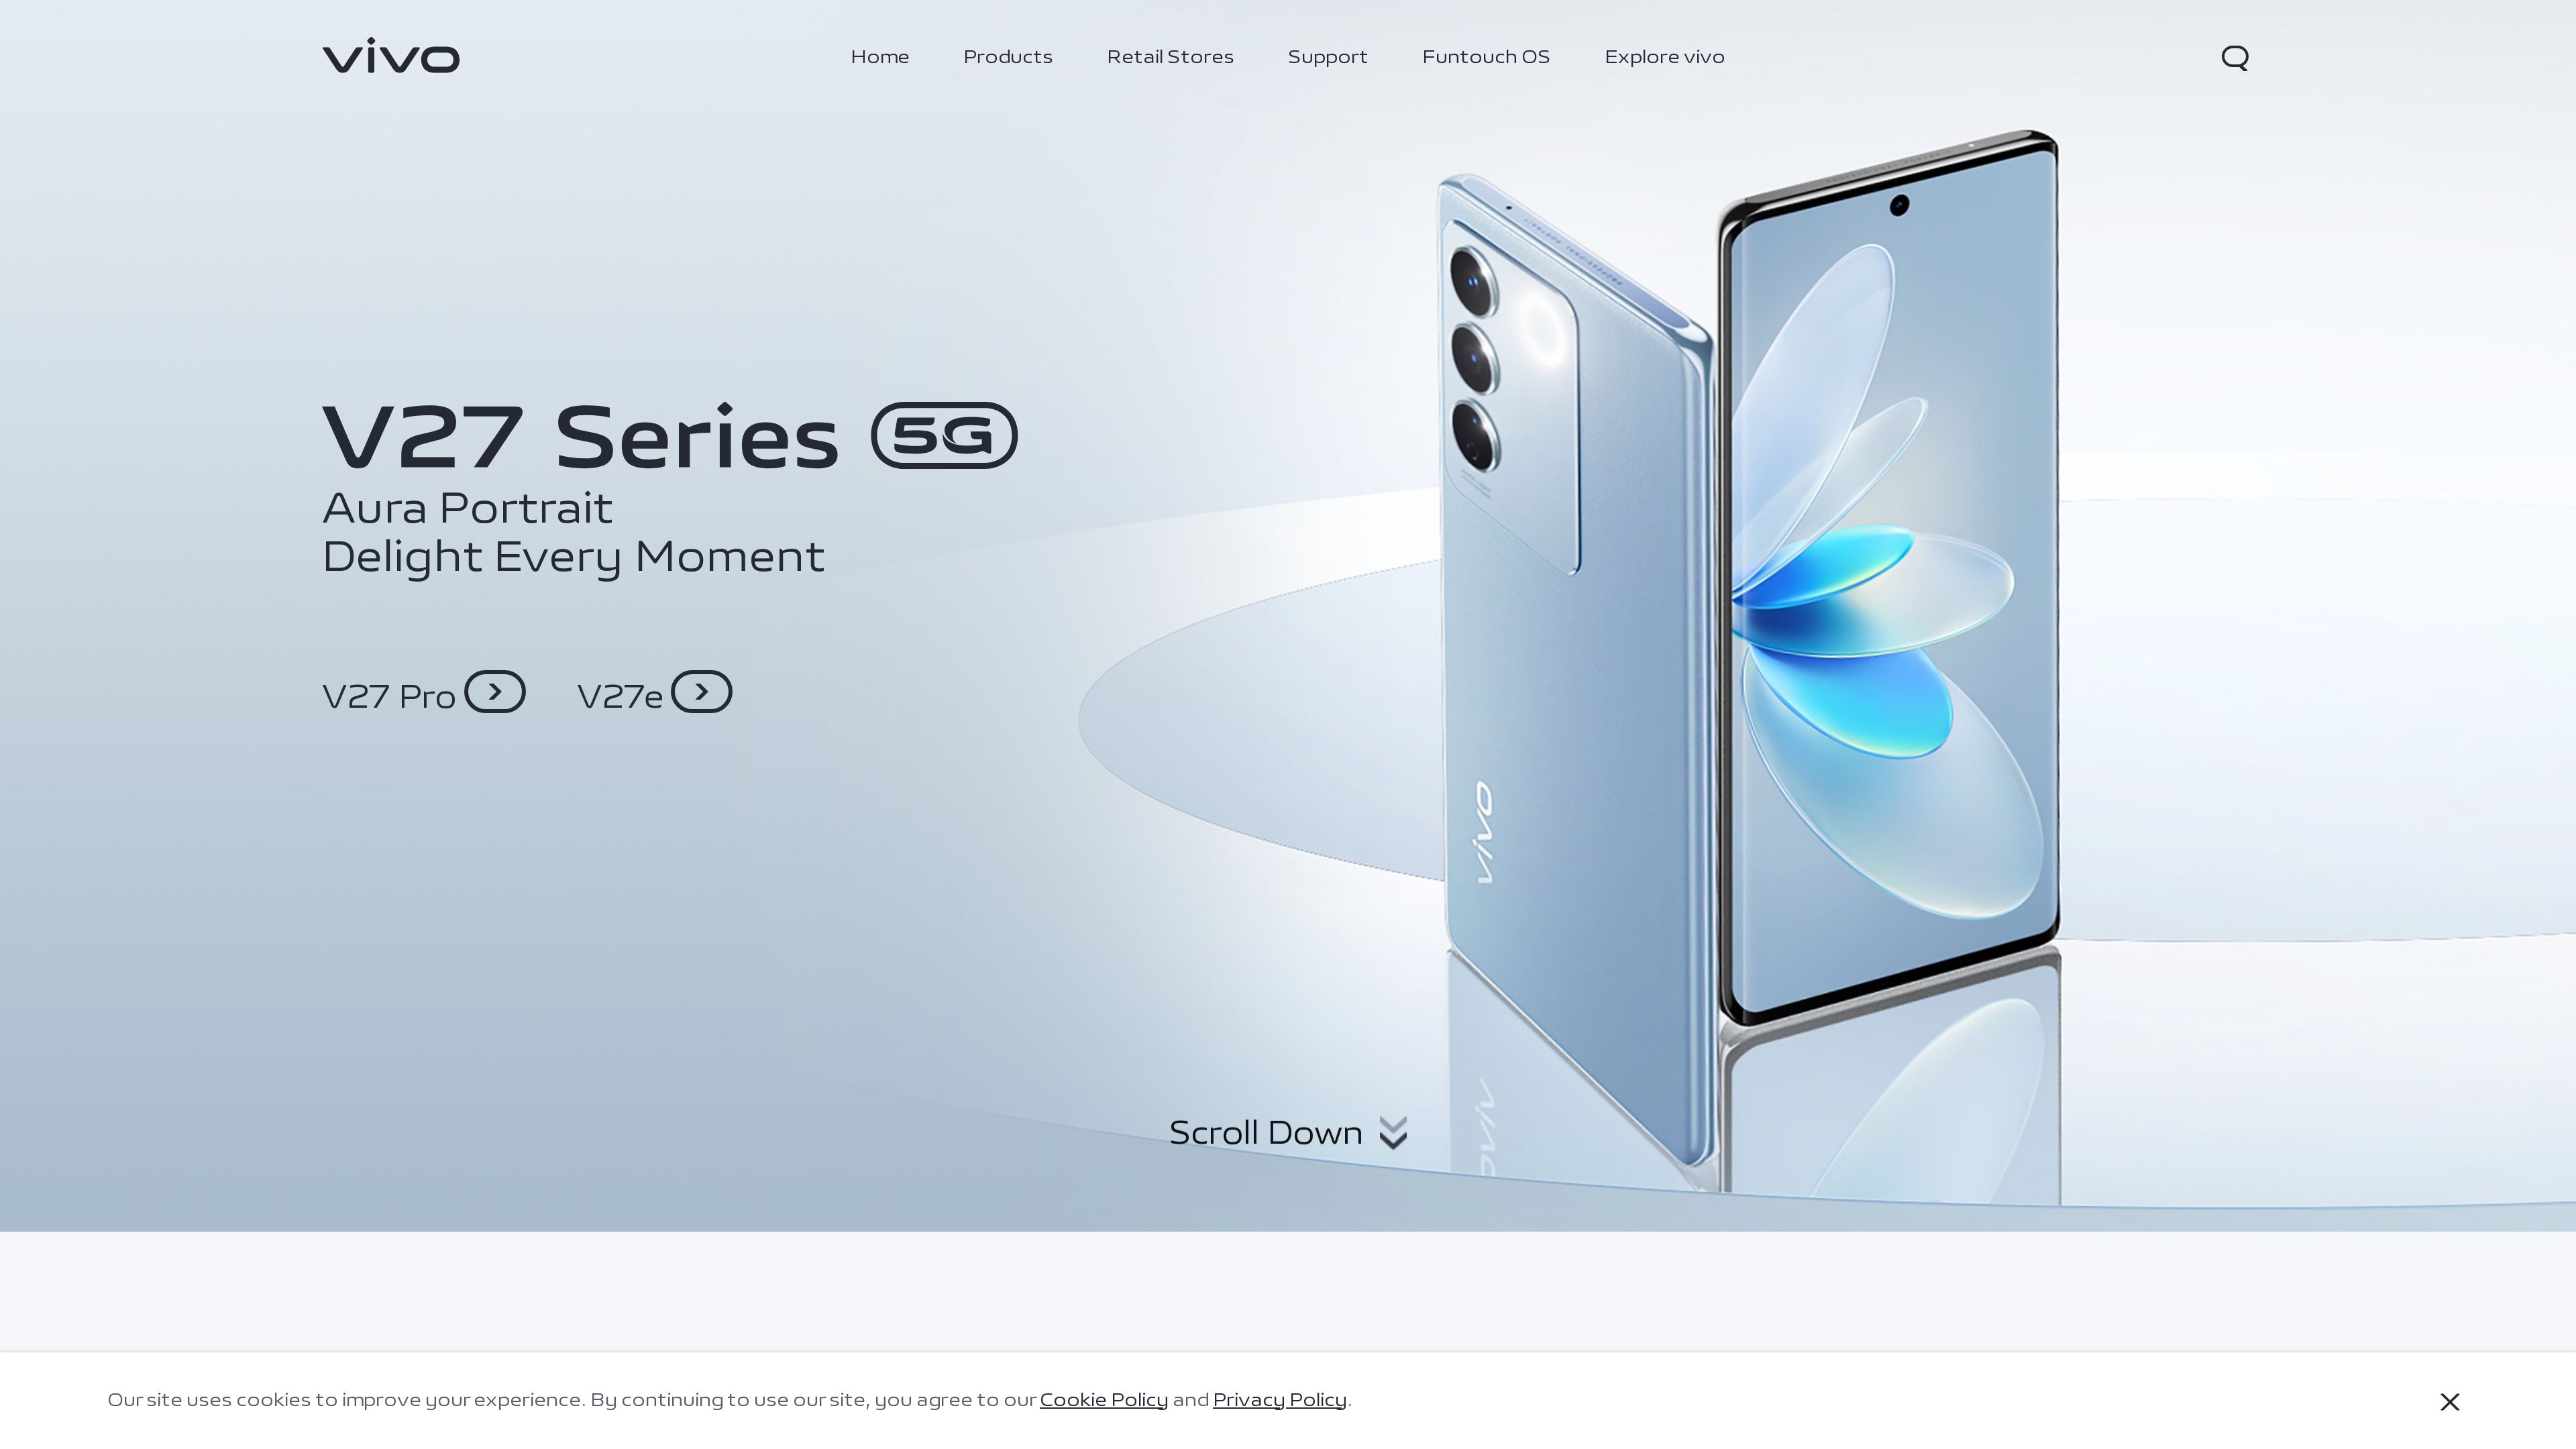 vivo
Home
Products
Retail Stores
Support
Funtouch OS
Explore vivo
V27 Series 5G
Aura Portrait
Delight Every Moment
V27 Pro
V27e
vivo
Scroll Down
Our site uses cookies to improve your experience. By continuing to use our site, you agree to our Cookie Policy and Privacy Policy.